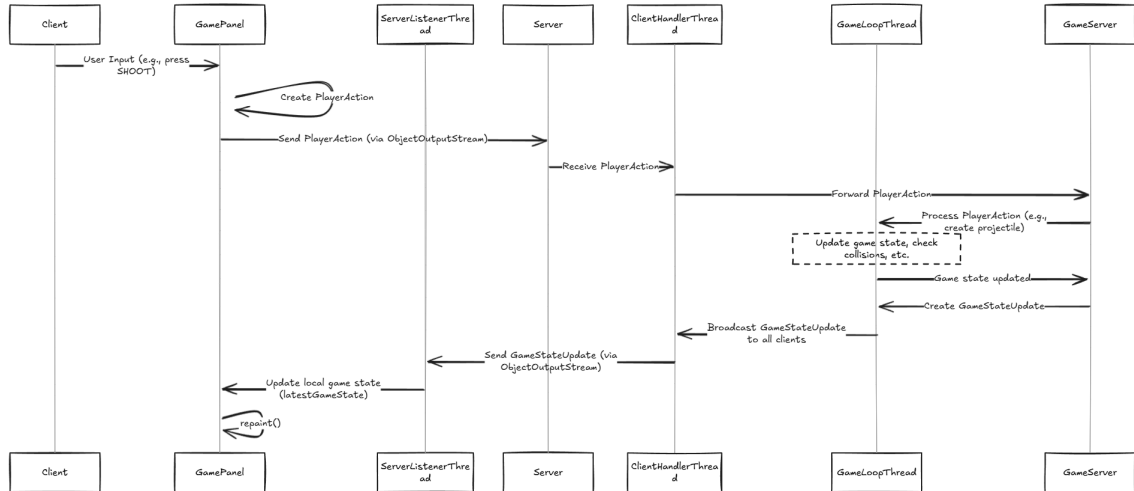 Client
GamePanel
ServerListenerThre
ad
Server
ClientHandlerThrea
d
GameLoopThread
GameServer
User Input (e.g., press
SHOOT)
Create PlayerAction
Send PlayerAction (via ObjectOutputStream)
Receive PlayerAction
Forward PlayerAction
Process PlayerAction (e.g.,
create projectile)
Update game state, check
collisions, etc.
Game state updated
Create GameStateUpdate
Broadcast GameStateUpdate
to all clients
Send GameStateUpdate (via
ObjectOutputStream)
Update local game state
(latestGameState)
repaint()
Client
GamePanel
ServerListenerThre
ad
Server
ClientHandlerThrea
d
GameLoopThread
GameServer